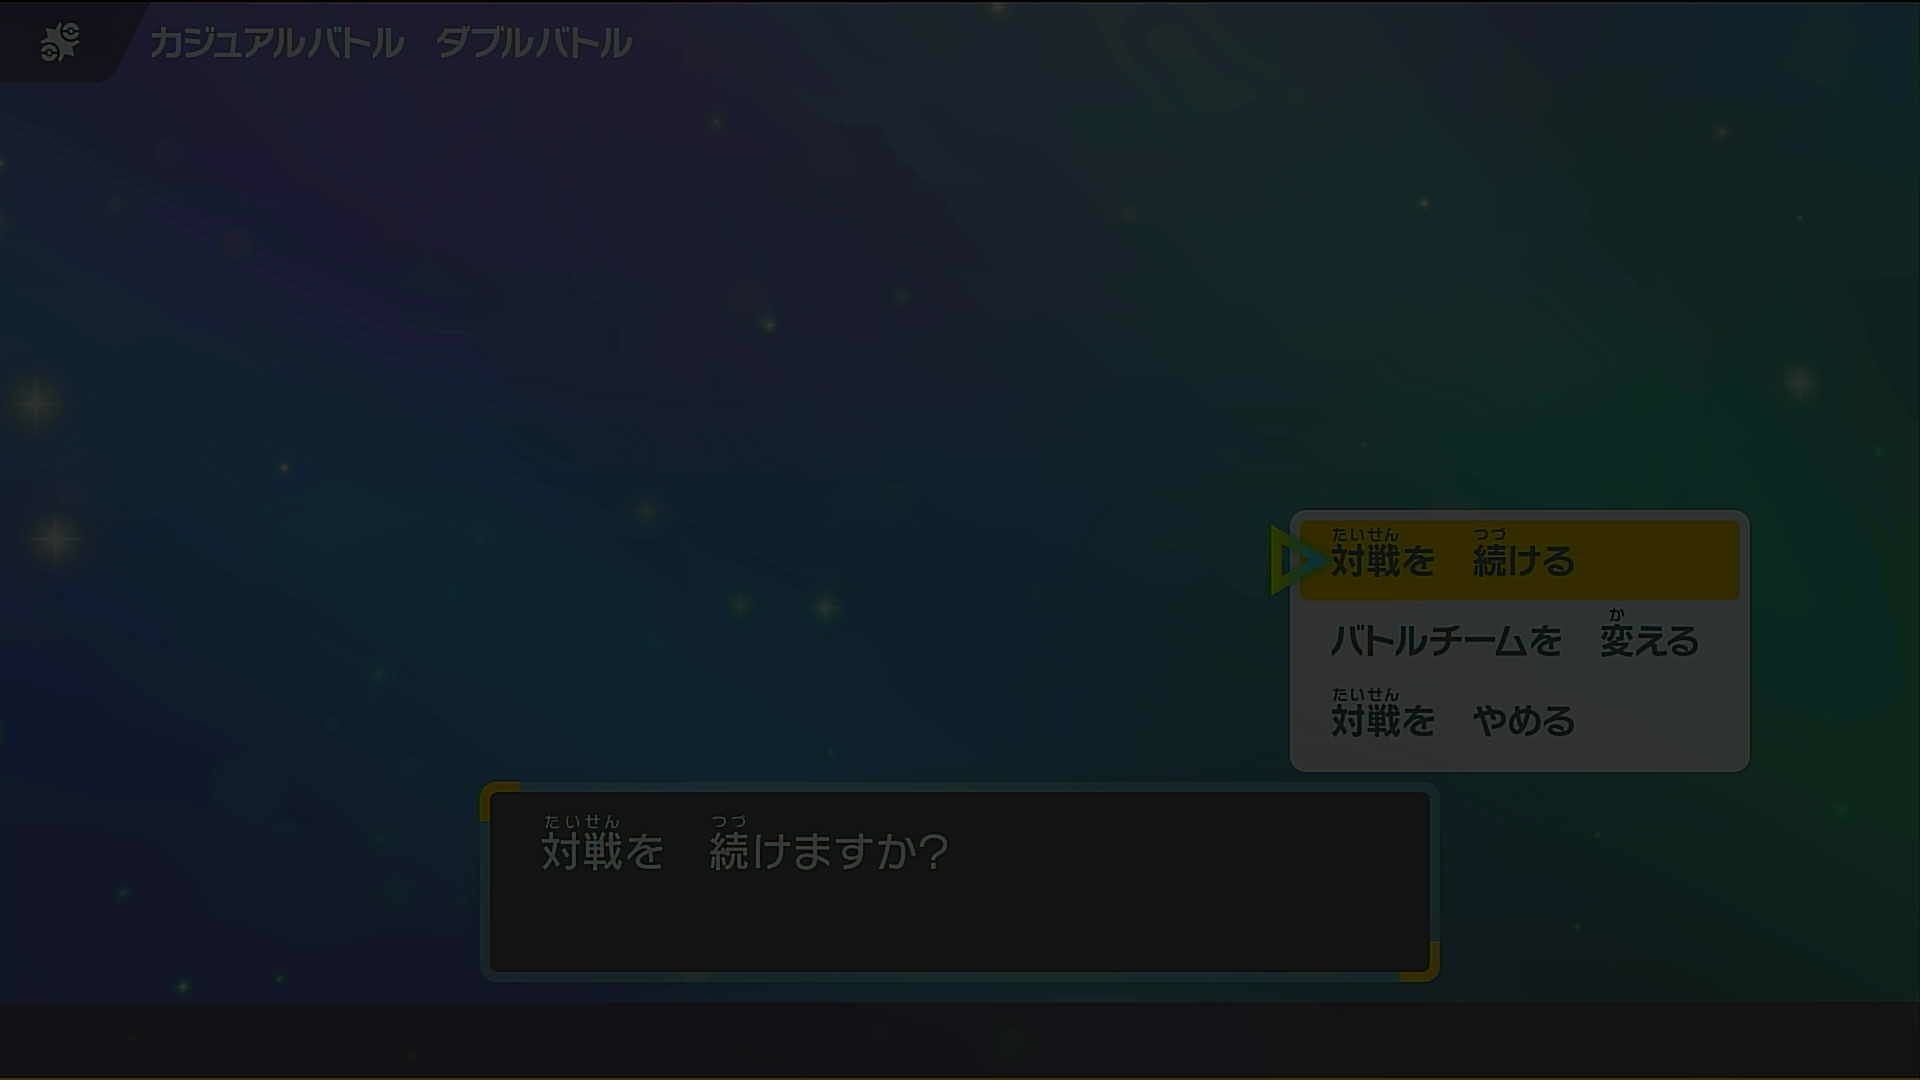 カジュアルバトル　ダブルバトル
たいせん　つづ
対戦を　続ける
か
バトルチームを　変える
たいせん
対戦を　やめる
たいせん　つづ
対戦を　続けますか?